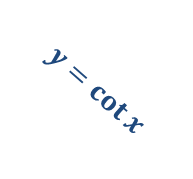 y = cot x